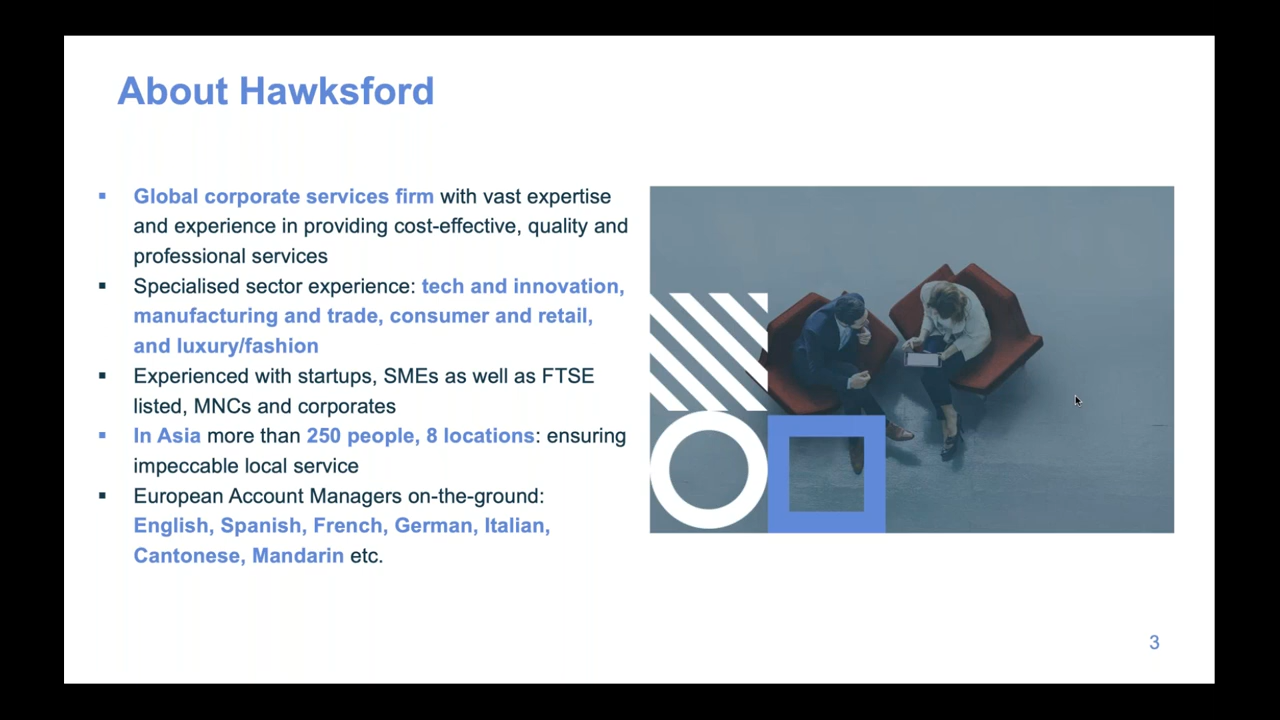 About Hawksford
▪ Global corporate services firm with vast expertise
and experience in providing cost-effective, quality and
professional services
▪ Specialised sector experience: tech and innovation,
manufacturing and trade, consumer and retail,
and luxury/fashion
▪ Experienced with startups, SMEs as well as FTSE
listed, MNCs and corporates
▪ In Asia more than 250 people, 8 locations: ensuring
impeccable local service
▪ European Account Managers on-the-ground:
English, Spanish, French, German, Italian,
Cantonese, Mandarin etc.
3